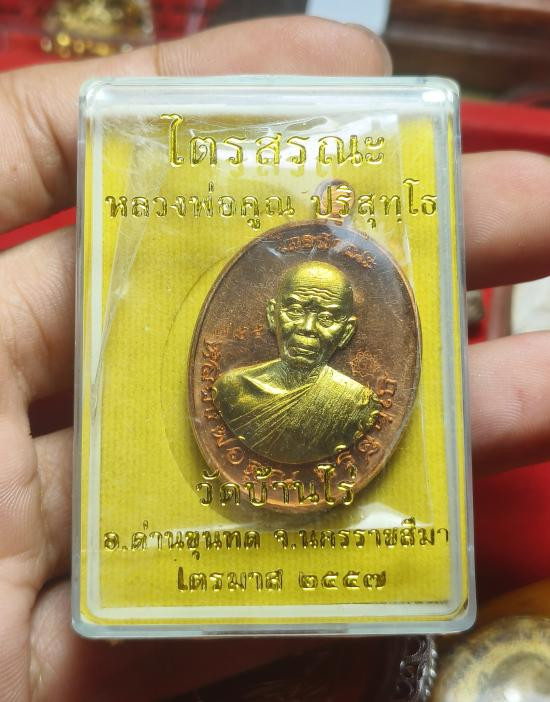 ไตรสรณะ
หลวงพ่อคูณ ปริสุทฺโธ
วัดบ้านไร่
อ.ด่านขุนทด จ.นครราชสีมา
ไตรมาส ๒๕๕๗